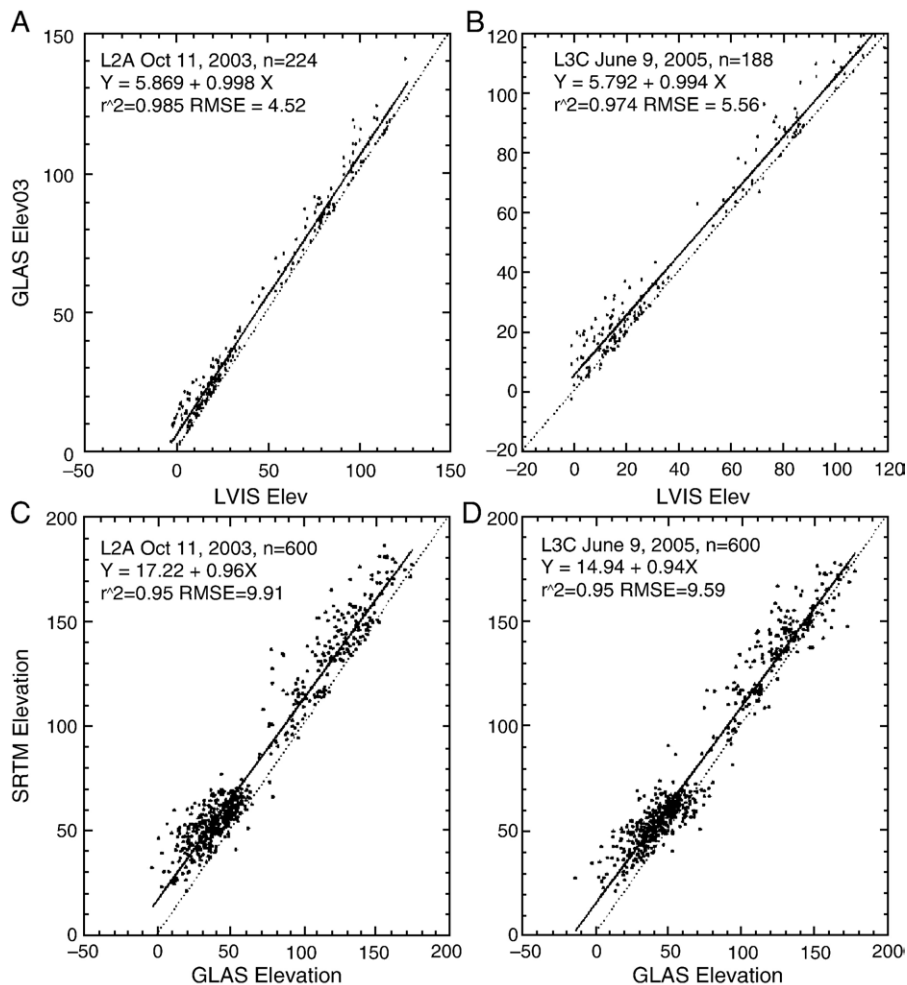 A
150
100
50
0
L2A Oct 11, 2003, n=224
Y = 5.869 + 0.998 X
r^2=0.985 RMSE = 4.52
GLAS Elev03
−50 0 50 100 150
LVIS Elev
B
120
100
80
60
40
20
0
−20
L3C June 9, 2005, n=188
Y = 5.792 + 0.994 X
r^2=0.974 RMSE = 5.56
−20 0 20 40 60 80 100 120
LVIS Elev
C
200
150
100
50
0
L2A Oct 11, 2003, n=600
Y = 17.22 + 0.96X
r^2=0.95 RMSE=9.91
SRTM Elevation
−50 0 50 100 150 200
GLAS Elevation
D
200
150
100
50
0
L3C June 9, 2005, n=600
Y = 14.94 + 0.94X
r^2=0.95 RMSE=9.59
−50 0 50 100 150 200
GLAS Elevation